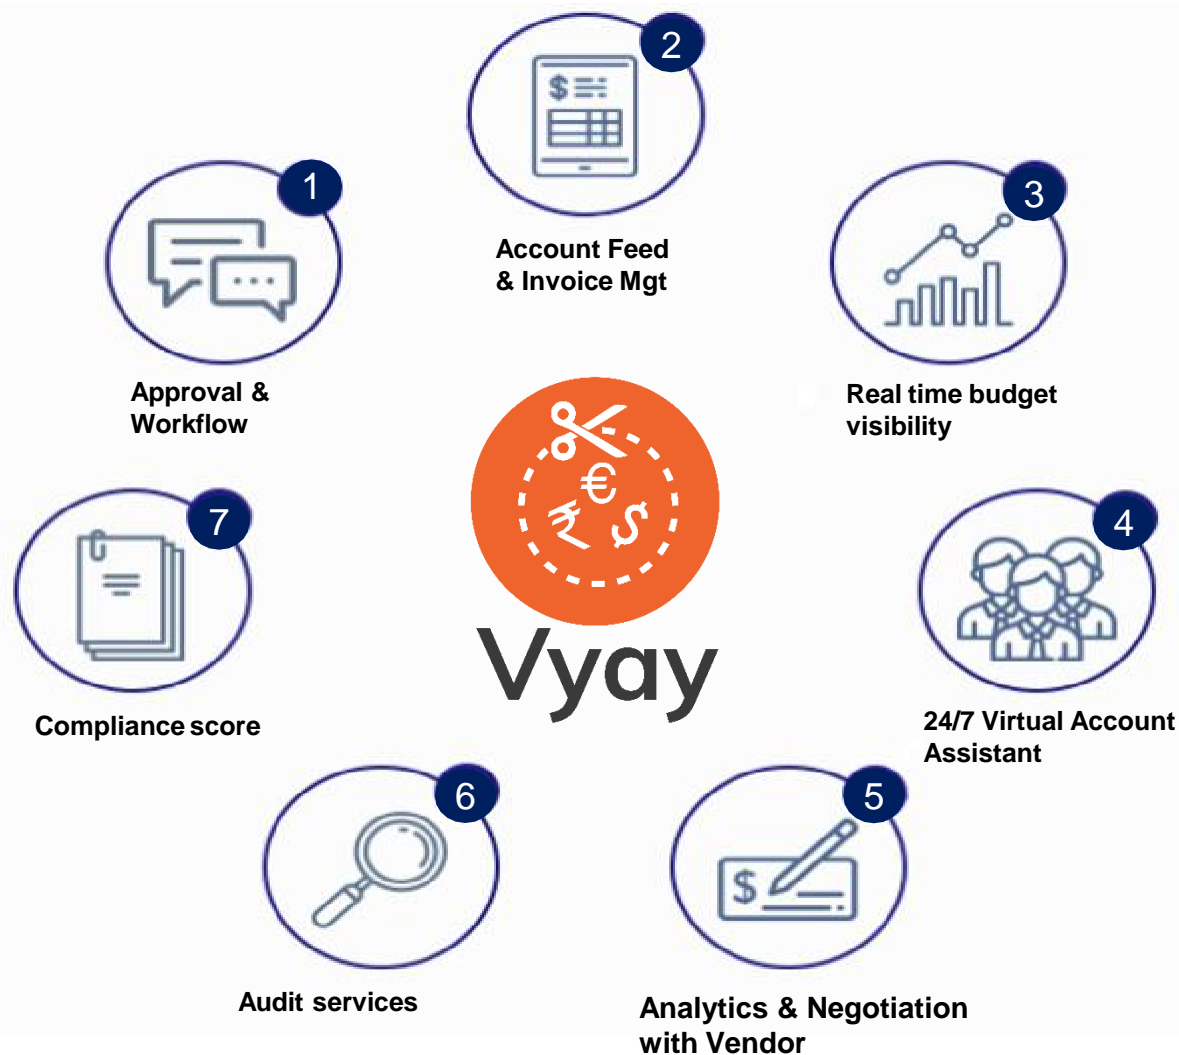 1
Approval &
Workflow
2
$
Account Feed
& Invoice Mgt
3
Real time budget
visibility
4
24/7 Virtual Account
Assistant
5
$
Analytics & Negotiation
with Vendor
6
Audit services
7
Compliance score
€
₹ $
Vyay